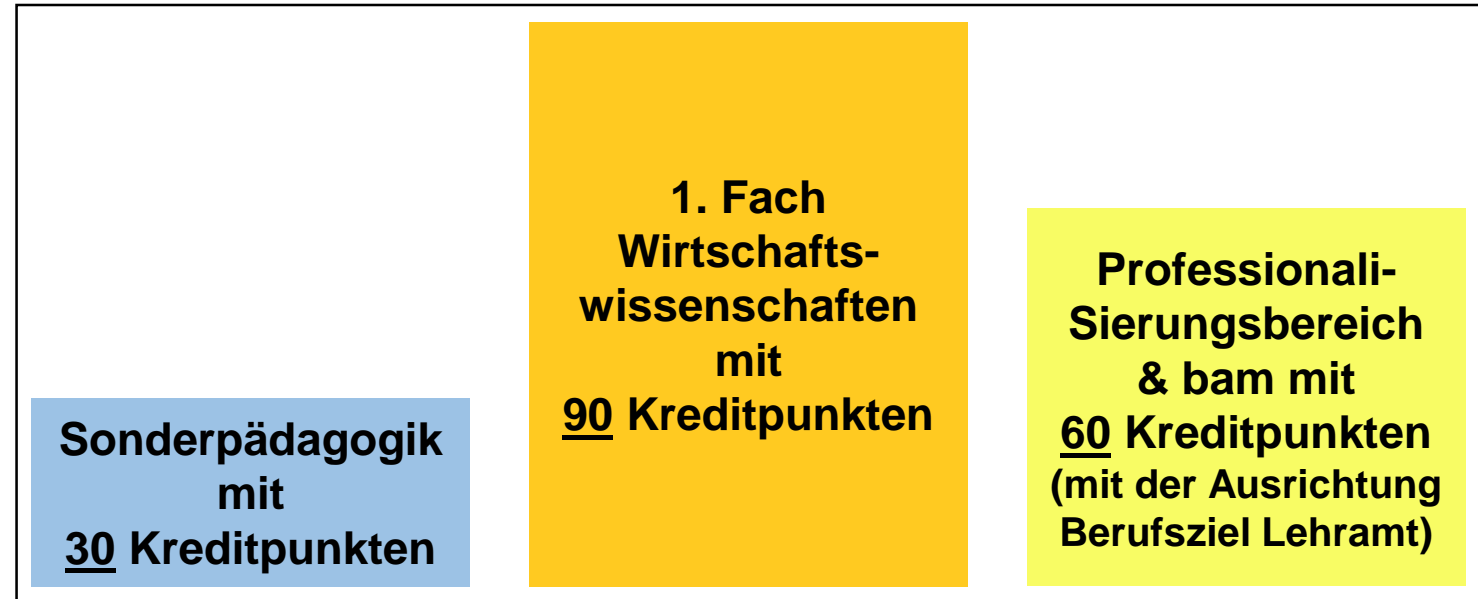 Sonderpädagogik
mit
30 Kreditpunkten
1. Fach
Wirtschafts-
wissenschaften
mit
90 Kreditpunkten
Professionali-
Sierungsbereich
& bam mit
60 Kreditpunkten
(mit der Ausrichtung
Berufsziel Lehramt)